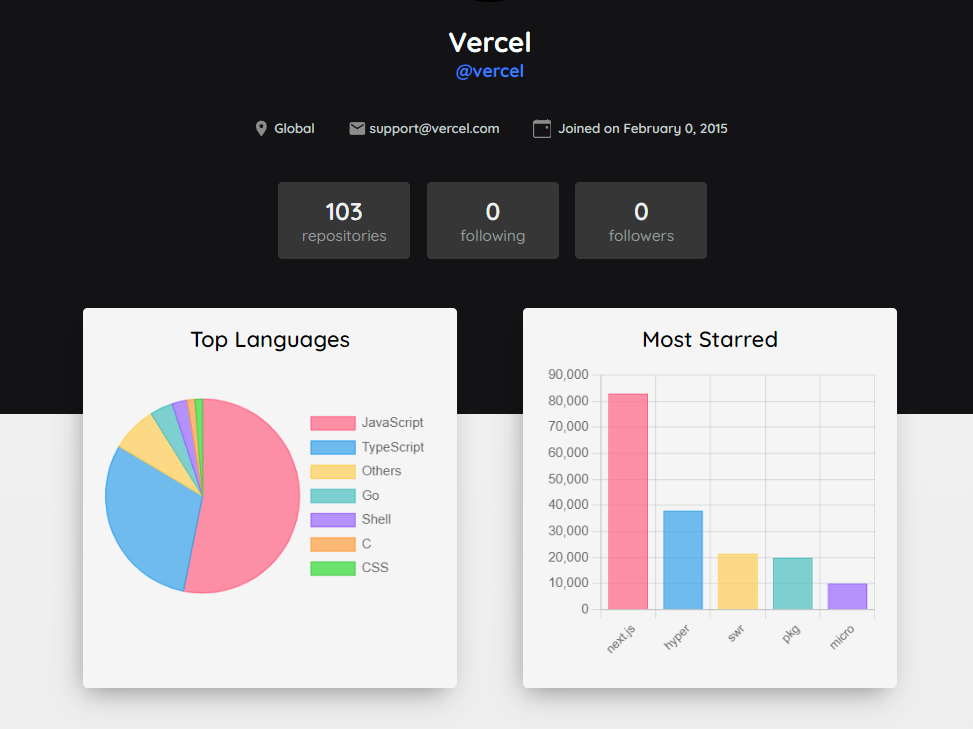 Vercel
@vercel
Global support@vercel.com Joined on February 0, 2015
103 0 0
repositories following followers
Top Languages
JavaScript
TypeScript
Others
Go
Shell
C
CSS
Most Starred
90,000
80,000
70,000
60,000
50,000
40,000
30,000
20,000
10,000
0
next.js hyper swr pkg micro